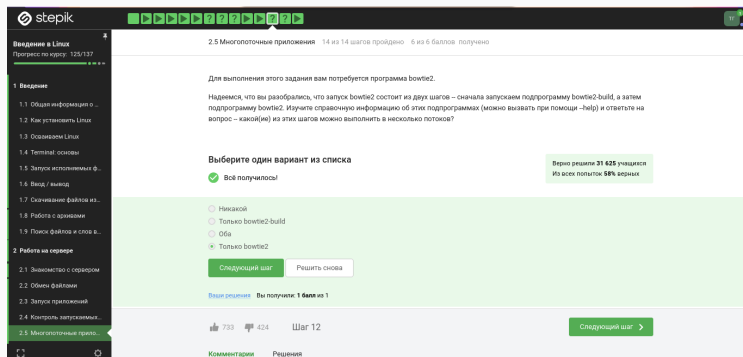 stepik
Введение в Linux
Прогресс по курсу: 125/137
1 Введение
1.1 Общая информация о ...
1.2 Как установить Linux
1.3 Осваиваем Linux
1.4 Terminal: основы
1.5 Запуск исполняемых ф...
1.6 Ввод / вывод
1.7 Скачивание файлов из...
1.8 Работа с архивами
1.9 Поиск файлов и слов в...
2 Работа на сервере
2.1 Знакомство с сервером
2.2 Обмен файлами
2.3 Запуск приложений
2.4 Контроль запускаемых...
2.5 Многопоточные прило...
2.5 Многопоточные приложения 14 из 14 шагов пройдено 6 из 6 баллов получено
Для выполнения этого задания вам потребуется программа bowtie2.
Надеемся, что вы разобрались, что запуск bowtie2 состоит из двух шагов – сначала запускаем подпрограмму bowtie2-build, а затем
подпрограмму bowtie2. Изучите справочную информацию об этих подпрограммах (можно вызвать при помощи --help) и ответьте на
вопрос – какой(ие) из этих шагов можно выполнить в несколько потоков?
Выберите один вариант из списка
Всё получилось!
Верно решили 31 625 учащихся
Из всех попыток 58% верных
Никакой
Только bowtie2-build
Оба
Только bowtie2
Следующий шаг Решить снова
Ваши решения Вы получили: 1 балл из 1
733 424 Шаг 12
Следующий шаг
Комментарии Решения